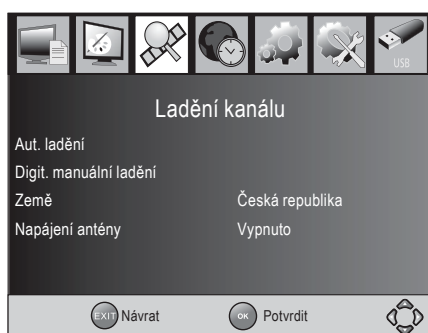 USB
Ladění kanálu
Aut. ladění
Digit. manuální ladění
Země Česká republika
Napájení antény Vypnuto
EXIT Návrat OK Potvrdit